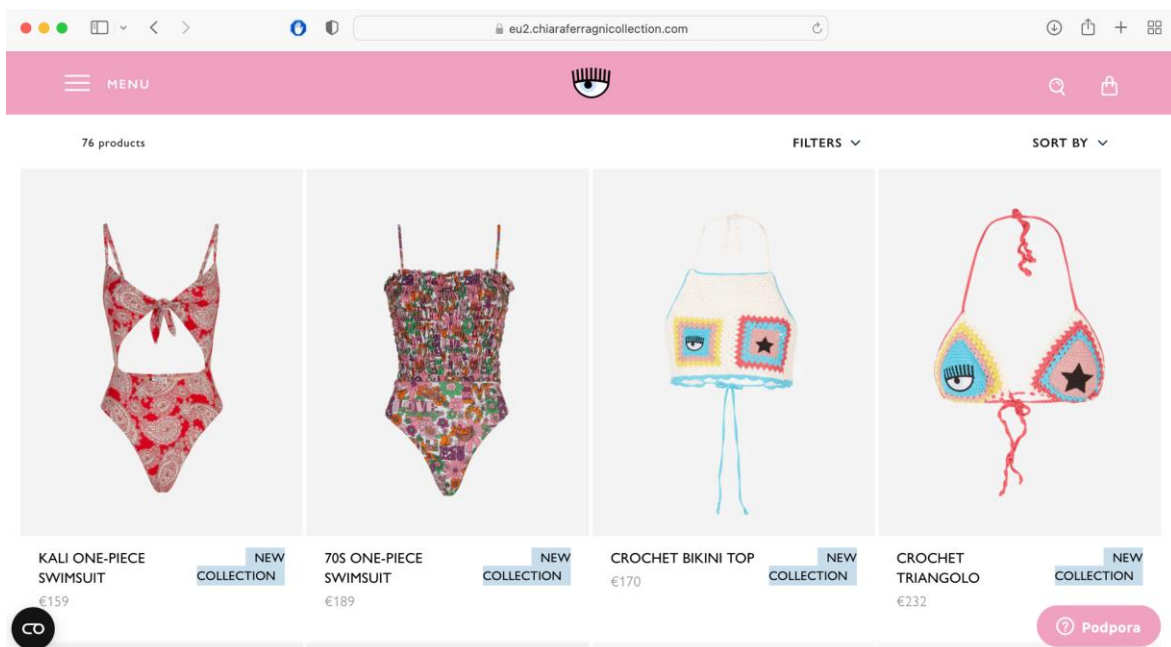 eu2.chiaraferragnicollection.com
MENU
76 products
FILTERS
SORT BY
KALI ONE-PIECE
SWIMSUIT
NEW
COLLECTION
€159
70S ONE-PIECE
SWIMSUIT
NEW
COLLECTION
€189
CROCHET BIKINI TOP
NEW
COLLECTION
€170
CROCHET
TRIANGOLO
NEW
COLLECTION
€232
Podpora